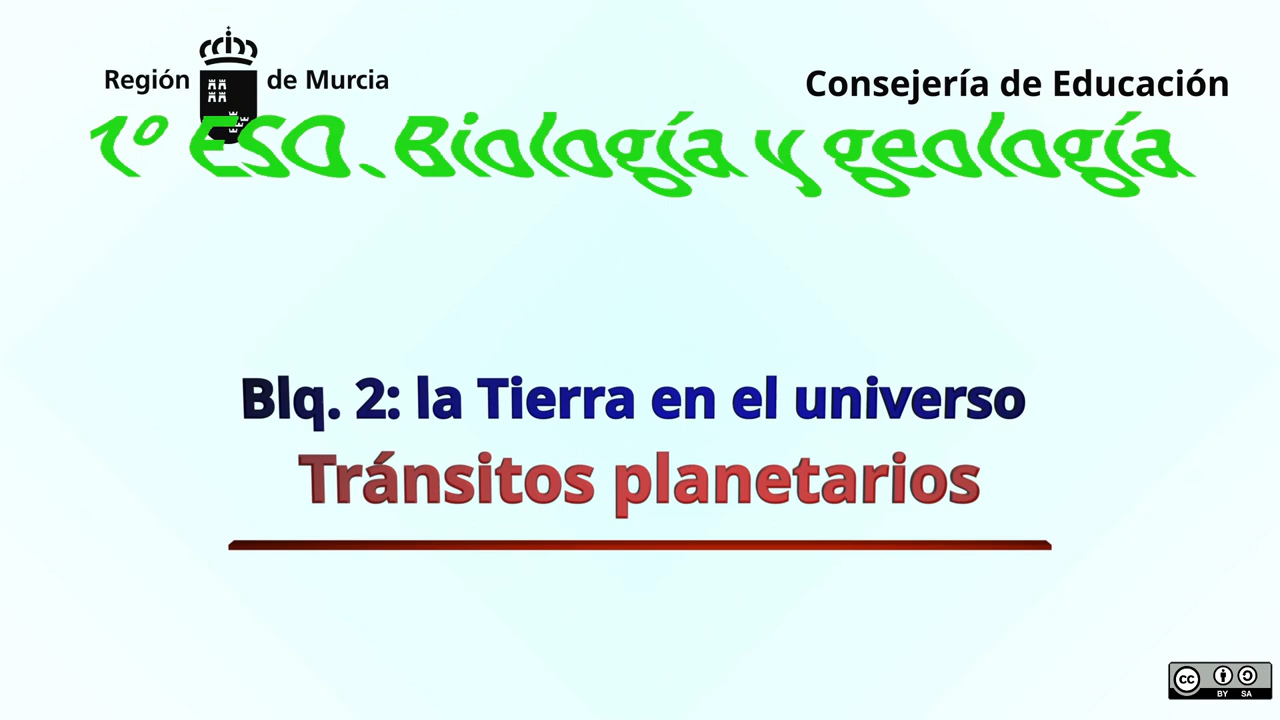 Región de Murcia
Consejería de Educación
1º ESO. Biología y geología
Blq. 2: la Tierra en el universo
Tránsitos planetarios
cc BY SA